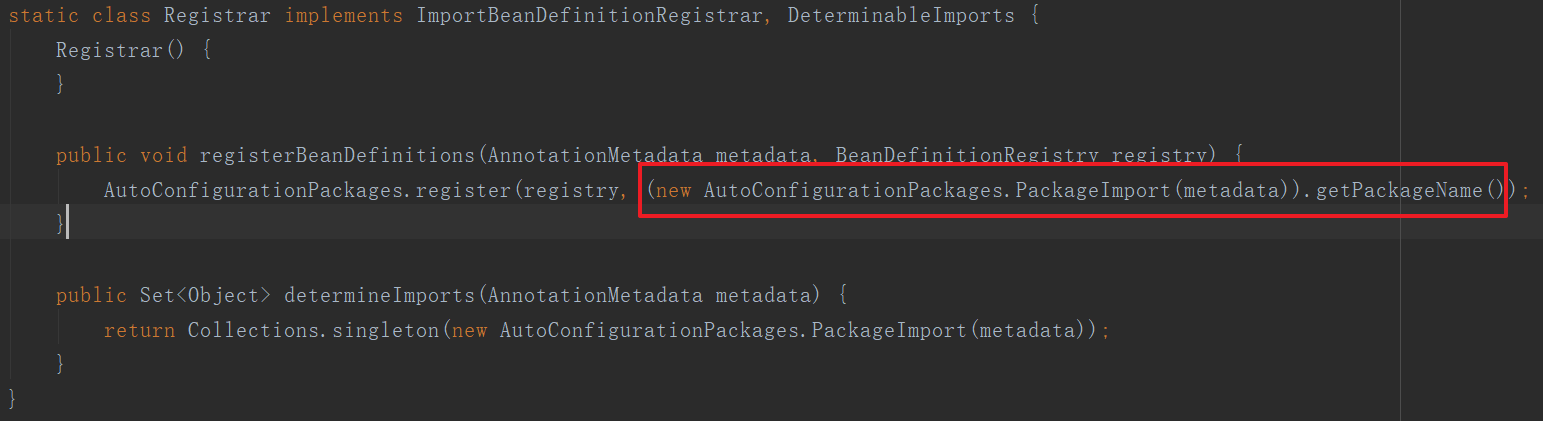 static class Registrar implements ImportBeanDefinitionRegistrar, DeterminableImports {
Registrar() {
}
public void registerBeanDefinitions(AnnotationMetadata metadata, BeanDefinitionRegistry registry) {
AutoConfigurationPackages.register(registry, (new AutoConfigurationPackages.PackageImport(metadata)).getPackageName());
}
public Set<Object> determineImports(AnnotationMetadata metadata) {
return Collections.singleton(new AutoConfigurationPackages.PackageImport(metadata));
}
}